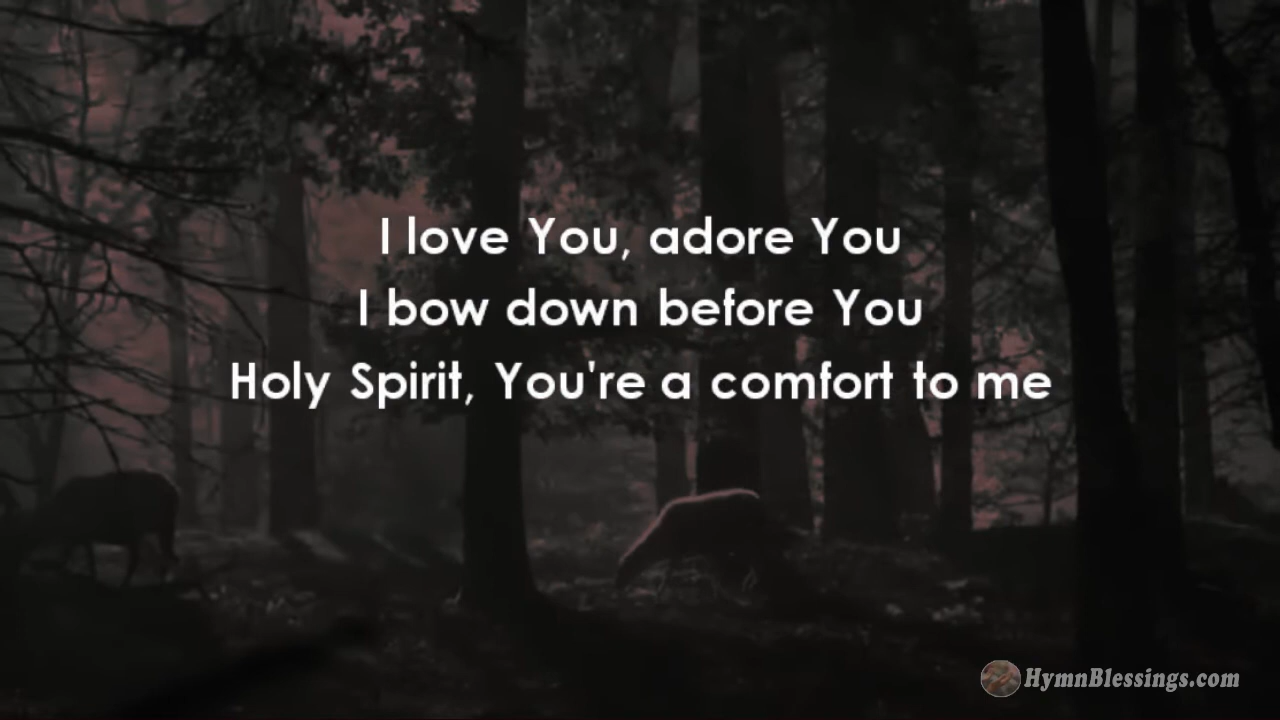 I love You, adore You
I bow down before You
Holy Spirit, You're a comfort to me
HymnBlessings.com